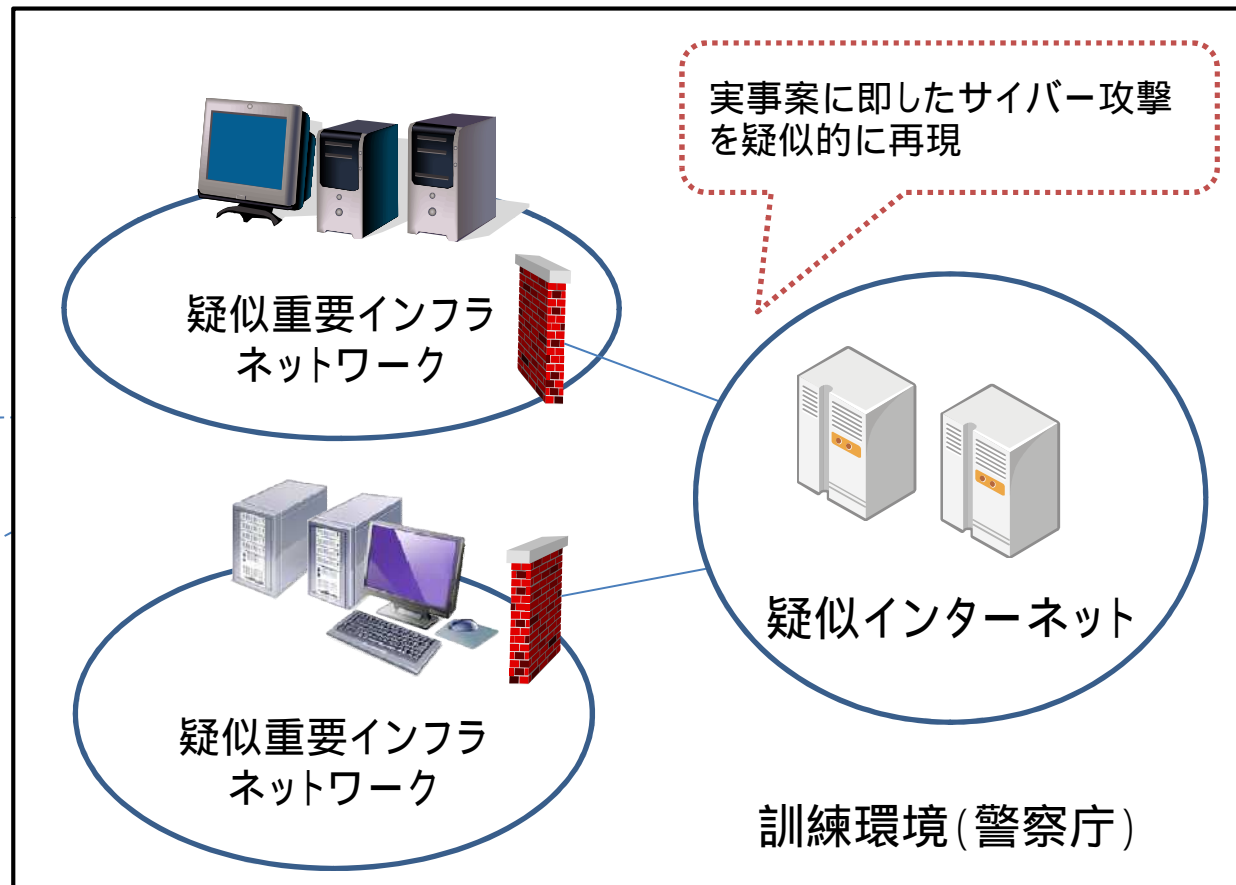 実事案に即したサイバー攻撃
を疑似的に再現
疑似重要インフラ
ネットワーク
疑似インターネット
疑似重要インフラ
ネットワーク
訓練環境(警察庁)